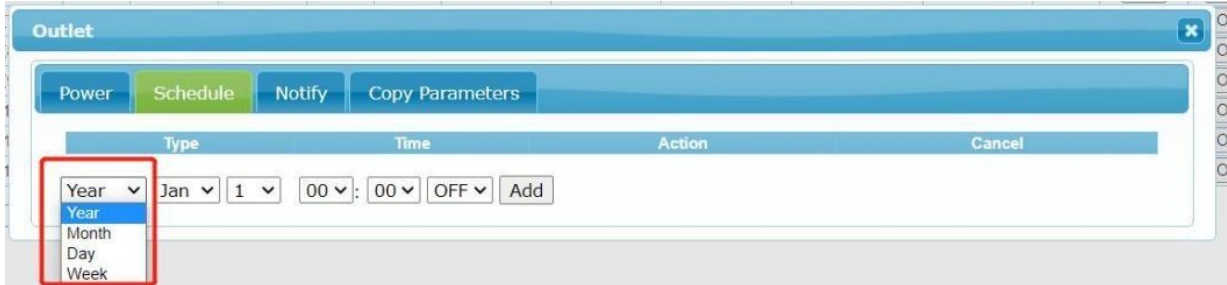 Outlet
Power Schedule Notify Copy Parameters
Type Time Action Cancel
Year Jan 1 00 : 00 OFF Add
Year
Month
Day
Week